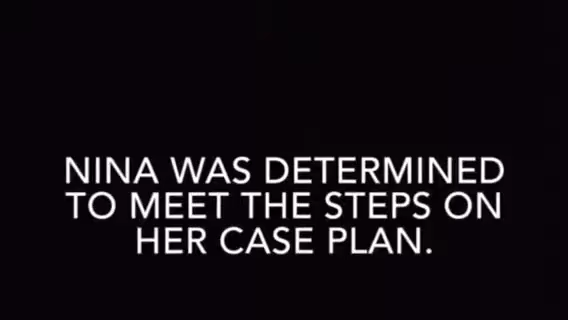 NINA WAS DETERMINED
TO MEET THE STEPS ON
HER CASE PLAN.